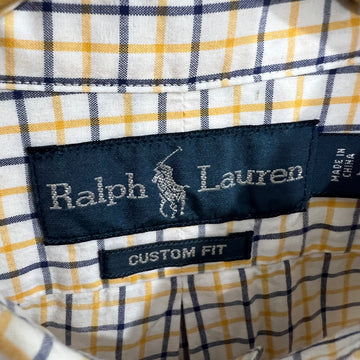 Ralph Lauren
CUSTOM FIT
MADE IN
CHINA